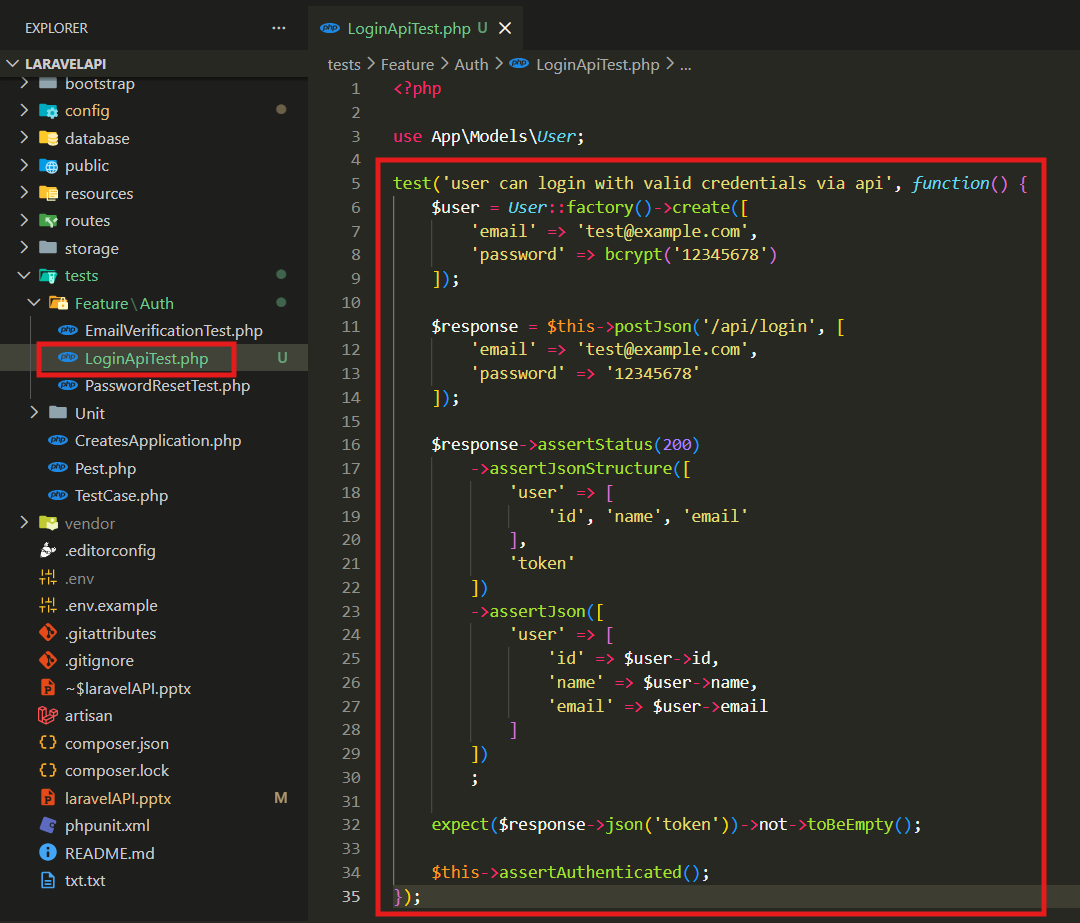 EXPLORER ...
LARAVELAPI
bootstrap
config
database
public
resources
routes
storage
tests
Feature\Auth
php EmailVerificationTest.php
php LoginApiTest.php U
php PasswordResetTest.php
Unit
php CreatesApplication.php
php Pest.php
php TestCase.php
vendor
.editorconfig
.env
.env.example
.gitattributes
.gitignore
~$laravelAPI.pptx
artisan
composer.json
composer.lock
laravelAPI.pptx M
phpunit.xml
README.md
txt.txt
php LoginApiTest.php U
tests > Feature > Auth > php LoginApiTest.php > ...
1 <?php
2
3 use App\Models\User;
4
5 test('user can login with valid credentials via api', function() {
6     $user = User::factory()->create([
7         'email' => 'test@example.com',
8         'password' => bcrypt('12345678')
9     ]);
10
11     $response = $this->postJson('/api/login', [
12         'email' => 'test@example.com',
13         'password' => '12345678'
14     ]);
15
16     $response->assertStatus(200)
17         ->assertJsonStructure([
18             'user' => [
19                 'id', 'name', 'email'
20             ],
21             'token'
22         ])
23         ->assertJson([
24             'user' => [
25                 'id' => $user->id,
26                 'name' => $user->name,
27                 'email' => $user->email
28             ]
29         ])
30         ;
31
32     expect($response->json('token'))->not->toBeEmpty();
33
34     $this->assertAuthenticated();
35 });